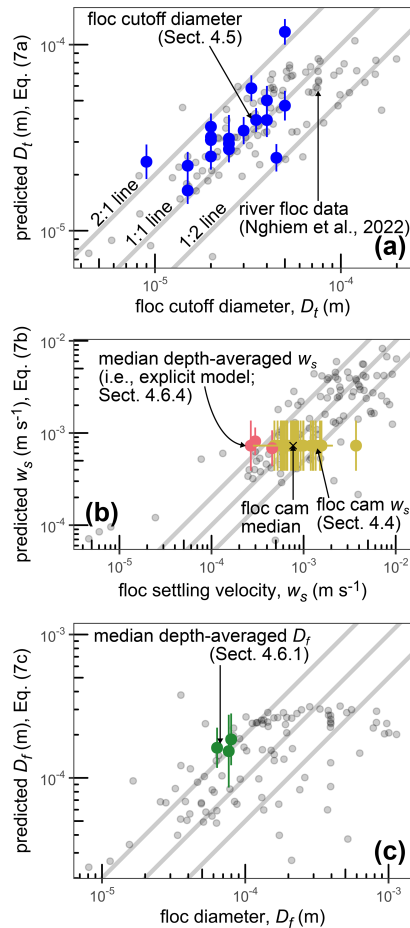 floc cutoff diameter
(Sect. 4.5)
10⁻⁴
10⁻⁵
predicted Dₜ (m), Eq. (7a)
2:1 line
1:1 line
1:2 line
river floc data
(Nghiem et al., 2022)
(a)
10⁻⁵
10⁻⁴
floc cutoff diameter, Dₜ (m)
10⁻²
10⁻³
10⁻⁴
predicted wₛ (m s⁻¹), Eq. (7b)
median depth-averaged wₛ
(i.e., explicit model;
Sect. 4.6.4)
(b)
floc cam
median
floc cam wₛ
(Sect. 4.4)
10⁻⁵
10⁻⁴
10⁻³
10⁻²
floc settling velocity, wₛ (m s⁻¹)
10⁻³
10⁻⁴
predicted D_f (m), Eq. (7c)
median depth-averaged D_f
(Sect. 4.6.1)
(c)
10⁻⁵
10⁻⁴
10⁻³
floc diameter, D_f (m)